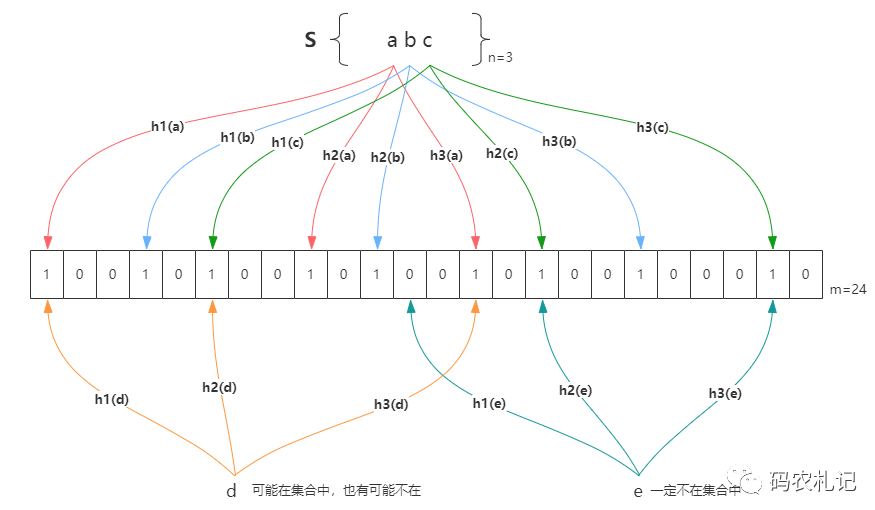 S { a b c } n=3
h1(a) h1(b) h1(c) h2(a) h2(b) h3(a) h2(c) h3(b) h3(c)
1 0 0 1 0 1 0 0 1 0 1 0 0 1 0 1 0 0 1 0 0 0 1 0 m=24
h1(d) h2(d) h3(d) h1(e) h2(e) h3(e)
d 可能在集合中，也有可能不在 e 一定不在集合中
码农札记